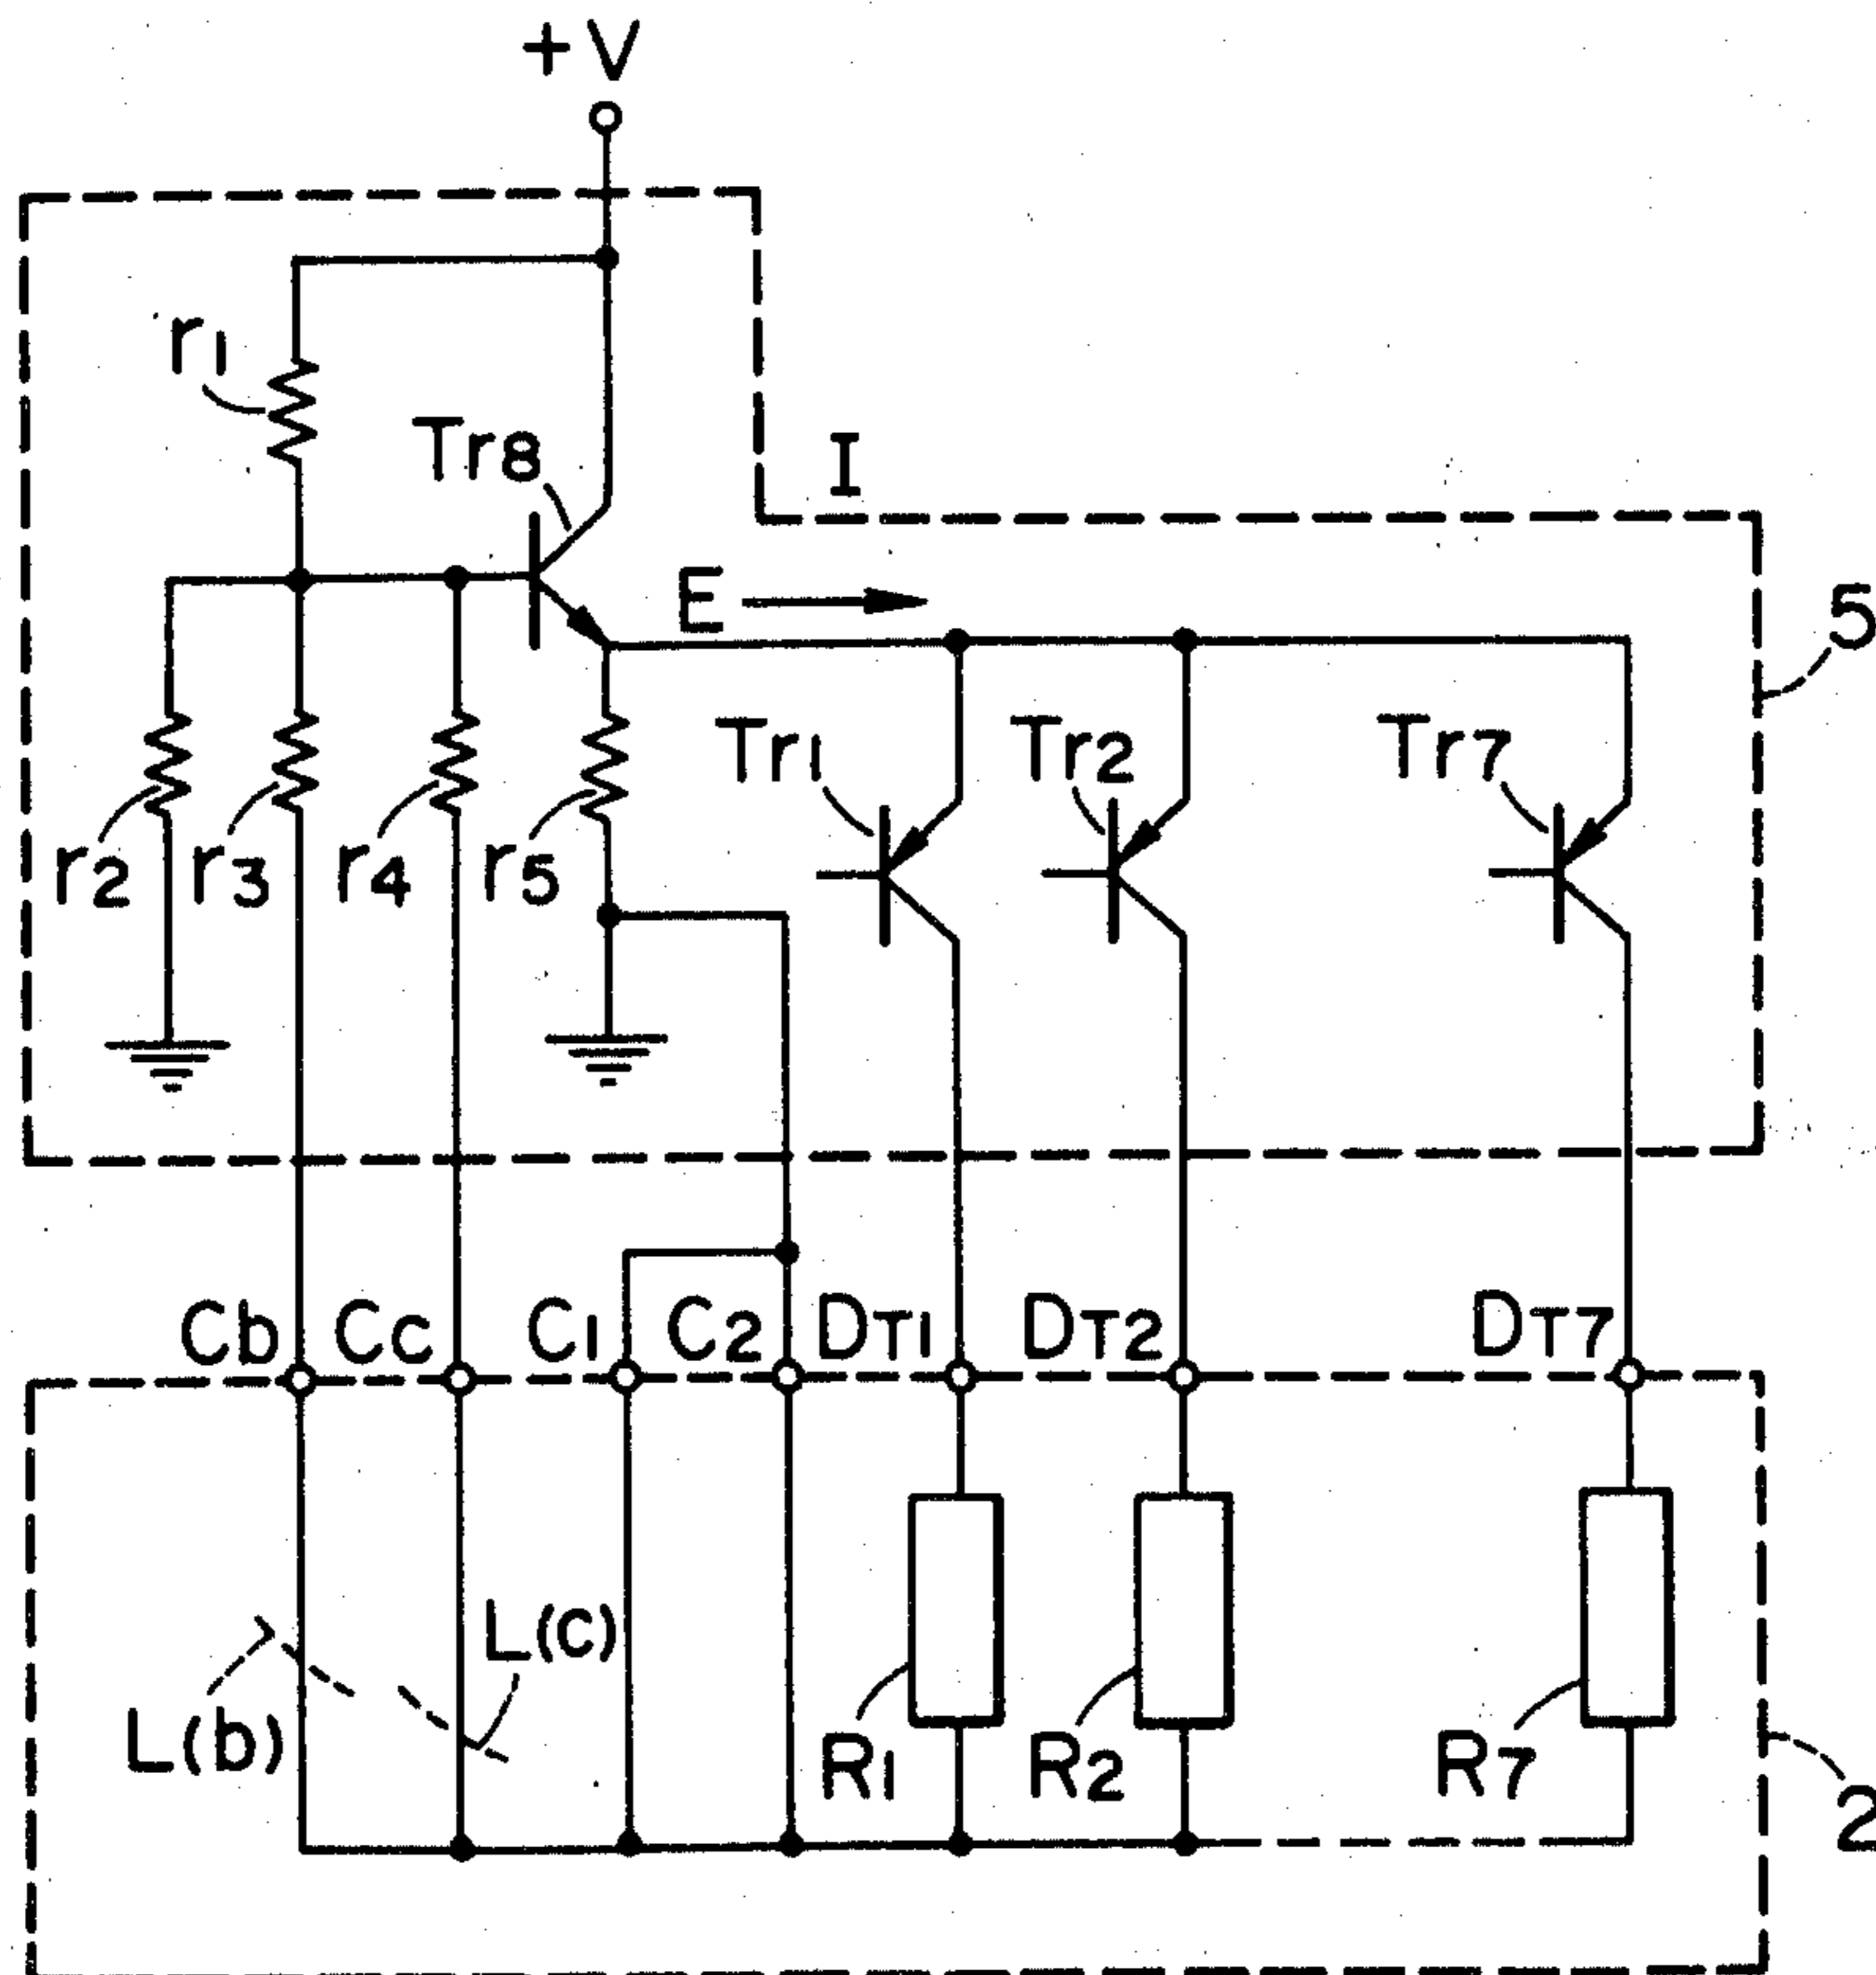 +V
r1
Tr8
I
E
5
Tr1
Tr2
Tr7
r2
r3
r4
r5
Cb
Cc
C1
C2
DT1
DT2
DT7
L(c)
L(b)
R1
R2
R7
2